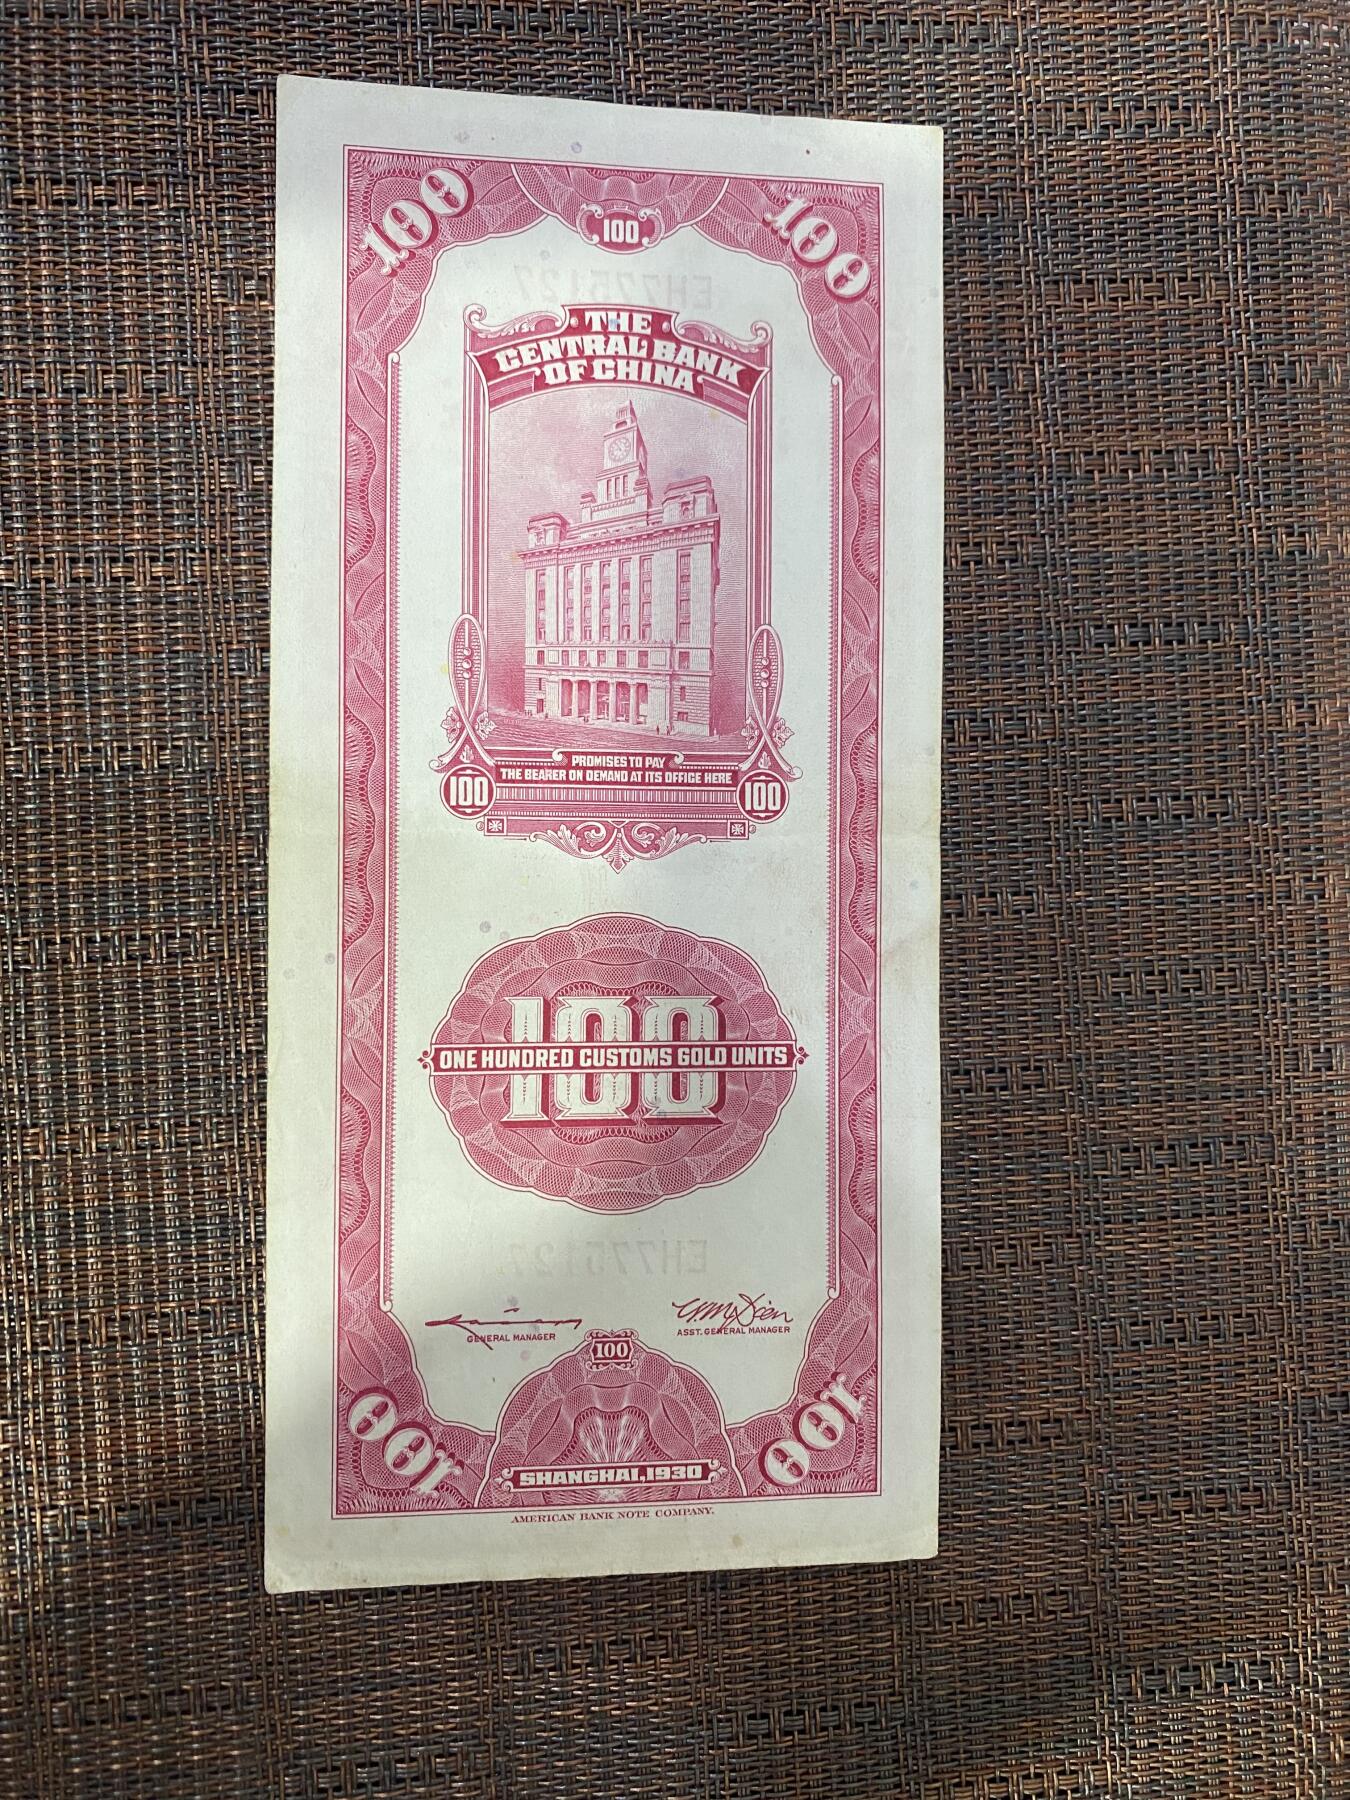 100 100
100
EH775127
THE
CENTRAL BANK
OF CHINA
PROMISES TO PAY
THE BEARER ON DEMAND AT ITS OFFICE HERE
100 100
100
ONE HUNDRED CUSTOMS GOLD UNITS
EH775127
GENERAL MANAGER
ASST. GENERAL MANAGER
100
100 100
SHANGHAI, 1930
AMERICAN BANK NOTE COMPANY.